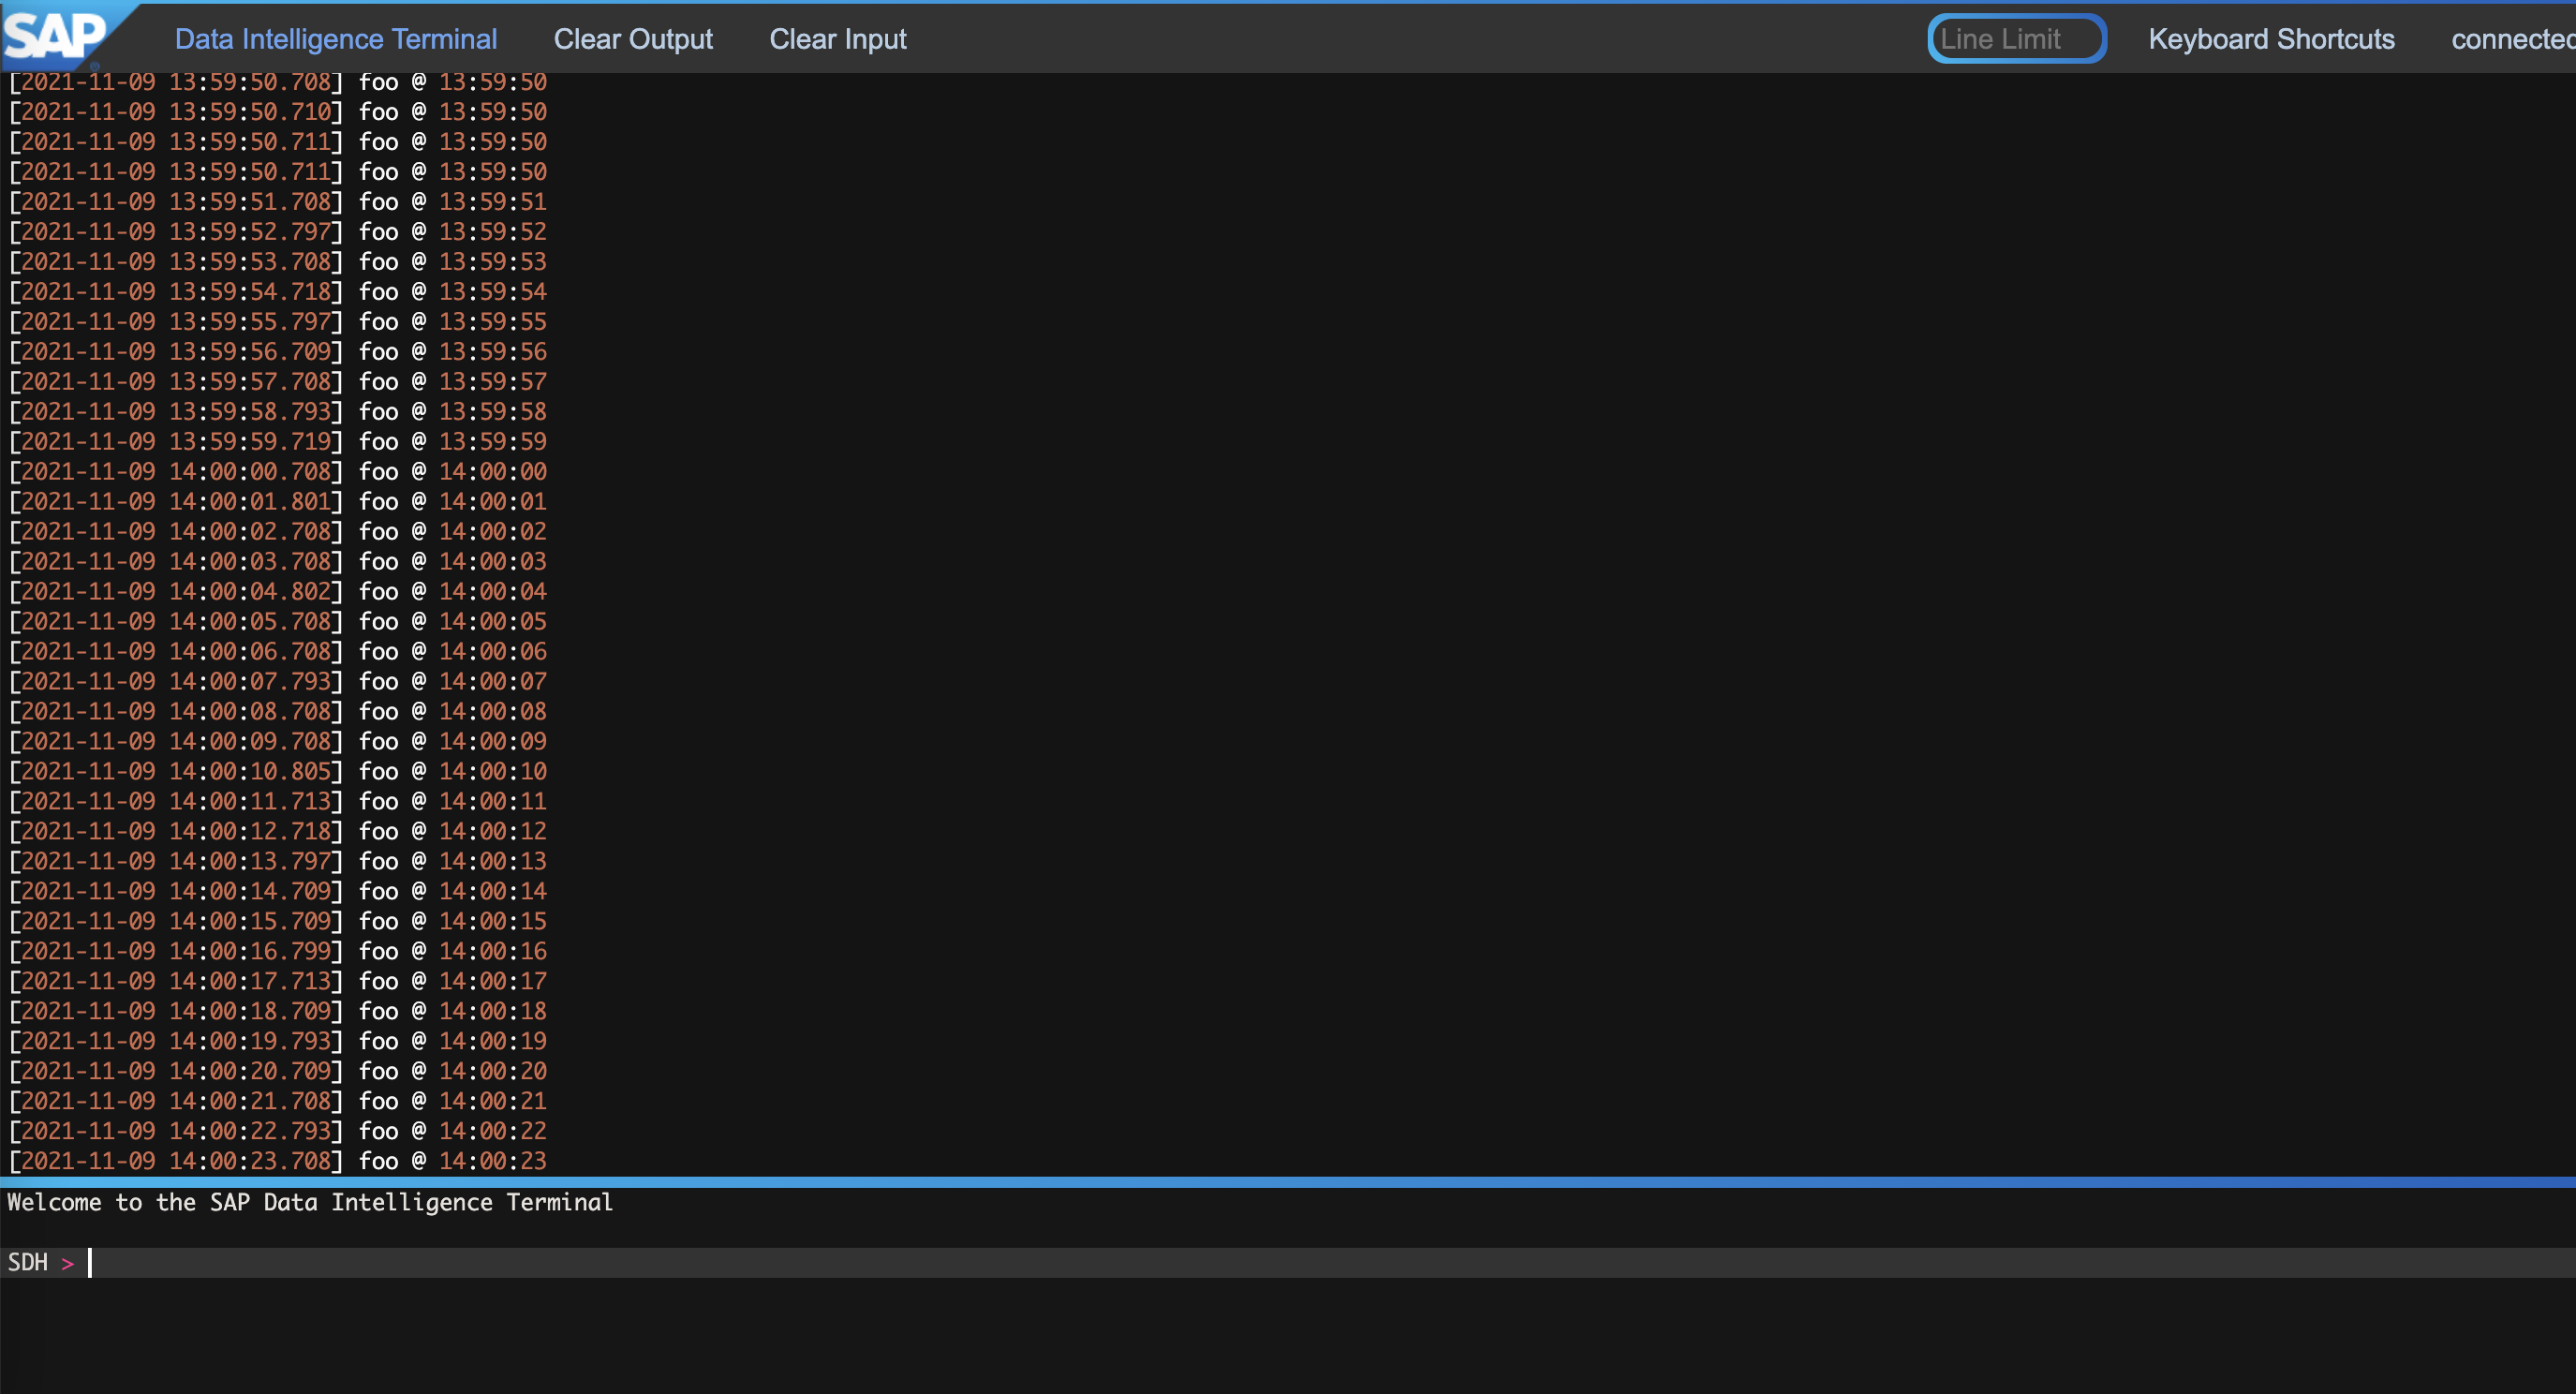 SAP Data Intelligence Terminal Clear Output Clear Input Line Limit Keyboard Shortcuts connected
[2021-11-09 13:59:50.708] foo @ 13:59:50
[2021-11-09 13:59:50.710] foo @ 13:59:50
[2021-11-09 13:59:50.711] foo @ 13:59:50
[2021-11-09 13:59:50.711] foo @ 13:59:50
[2021-11-09 13:59:51.708] foo @ 13:59:51
[2021-11-09 13:59:52.797] foo @ 13:59:52
[2021-11-09 13:59:53.708] foo @ 13:59:53
[2021-11-09 13:59:54.718] foo @ 13:59:54
[2021-11-09 13:59:55.797] foo @ 13:59:55
[2021-11-09 13:59:56.709] foo @ 13:59:56
[2021-11-09 13:59:57.708] foo @ 13:59:57
[2021-11-09 13:59:58.793] foo @ 13:59:58
[2021-11-09 13:59:59.719] foo @ 13:59:59
[2021-11-09 14:00:00.708] foo @ 14:00:00
[2021-11-09 14:00:01.801] foo @ 14:00:01
[2021-11-09 14:00:02.708] foo @ 14:00:02
[2021-11-09 14:00:03.708] foo @ 14:00:03
[2021-11-09 14:00:04.802] foo @ 14:00:04
[2021-11-09 14:00:05.708] foo @ 14:00:05
[2021-11-09 14:00:06.708] foo @ 14:00:06
[2021-11-09 14:00:07.793] foo @ 14:00:07
[2021-11-09 14:00:08.708] foo @ 14:00:08
[2021-11-09 14:00:09.708] foo @ 14:00:09
[2021-11-09 14:00:10.805] foo @ 14:00:10
[2021-11-09 14:00:11.713] foo @ 14:00:11
[2021-11-09 14:00:12.718] foo @ 14:00:12
[2021-11-09 14:00:13.797] foo @ 14:00:13
[2021-11-09 14:00:14.709] foo @ 14:00:14
[2021-11-09 14:00:15.709] foo @ 14:00:15
[2021-11-09 14:00:16.799] foo @ 14:00:16
[2021-11-09 14:00:17.713] foo @ 14:00:17
[2021-11-09 14:00:18.709] foo @ 14:00:18
[2021-11-09 14:00:19.793] foo @ 14:00:19
[2021-11-09 14:00:20.709] foo @ 14:00:20
[2021-11-09 14:00:21.708] foo @ 14:00:21
[2021-11-09 14:00:22.793] foo @ 14:00:22
[2021-11-09 14:00:23.708] foo @ 14:00:23
Welcome to the SAP Data Intelligence Terminal
SDH >